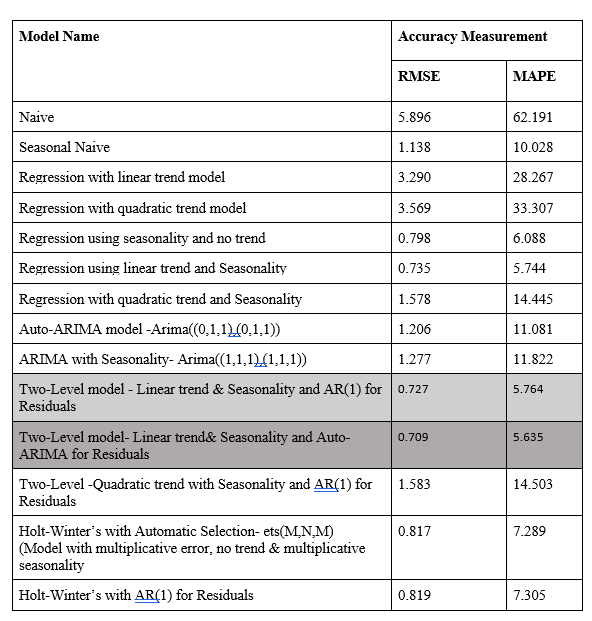 Model Name Accuracy Measurement
RMSE MAPE
Naive 5.896 62.191
Seasonal Naive 1.138 10.028
Regression with linear trend model 3.290 28.267
Regression with quadratic trend model 3.569 33.307
Regression using seasonality and no trend 0.798 6.088
Regression using linear trend and Seasonality 0.735 5.744
Regression with quadratic trend and Seasonality 1.578 14.445
Auto-ARIMA model -Arima((0,1,1),(0,1,1)) 1.206 11.081
ARIMA with Seasonality- Arima((1,1,1),(1,1,1)) 1.277 11.822
Two-Level model - Linear trend & Seasonality and AR(1) for 0.727 5.764
Residuals
Two-Level model- Linear trend& Seasonality and Auto- 0.709 5.635
ARIMA for Residuals
Two-Level -Quadratic trend with Seasonality and AR(1) for 1.583 14.503
Residuals
Holt-Winter’s with Automatic Selection- ets(M,N,M) 0.817 7.289
(Model with multiplicative error, no trend & multiplicative
seasonality
Holt-Winter’s with AR(1) for Residuals 0.819 7.305